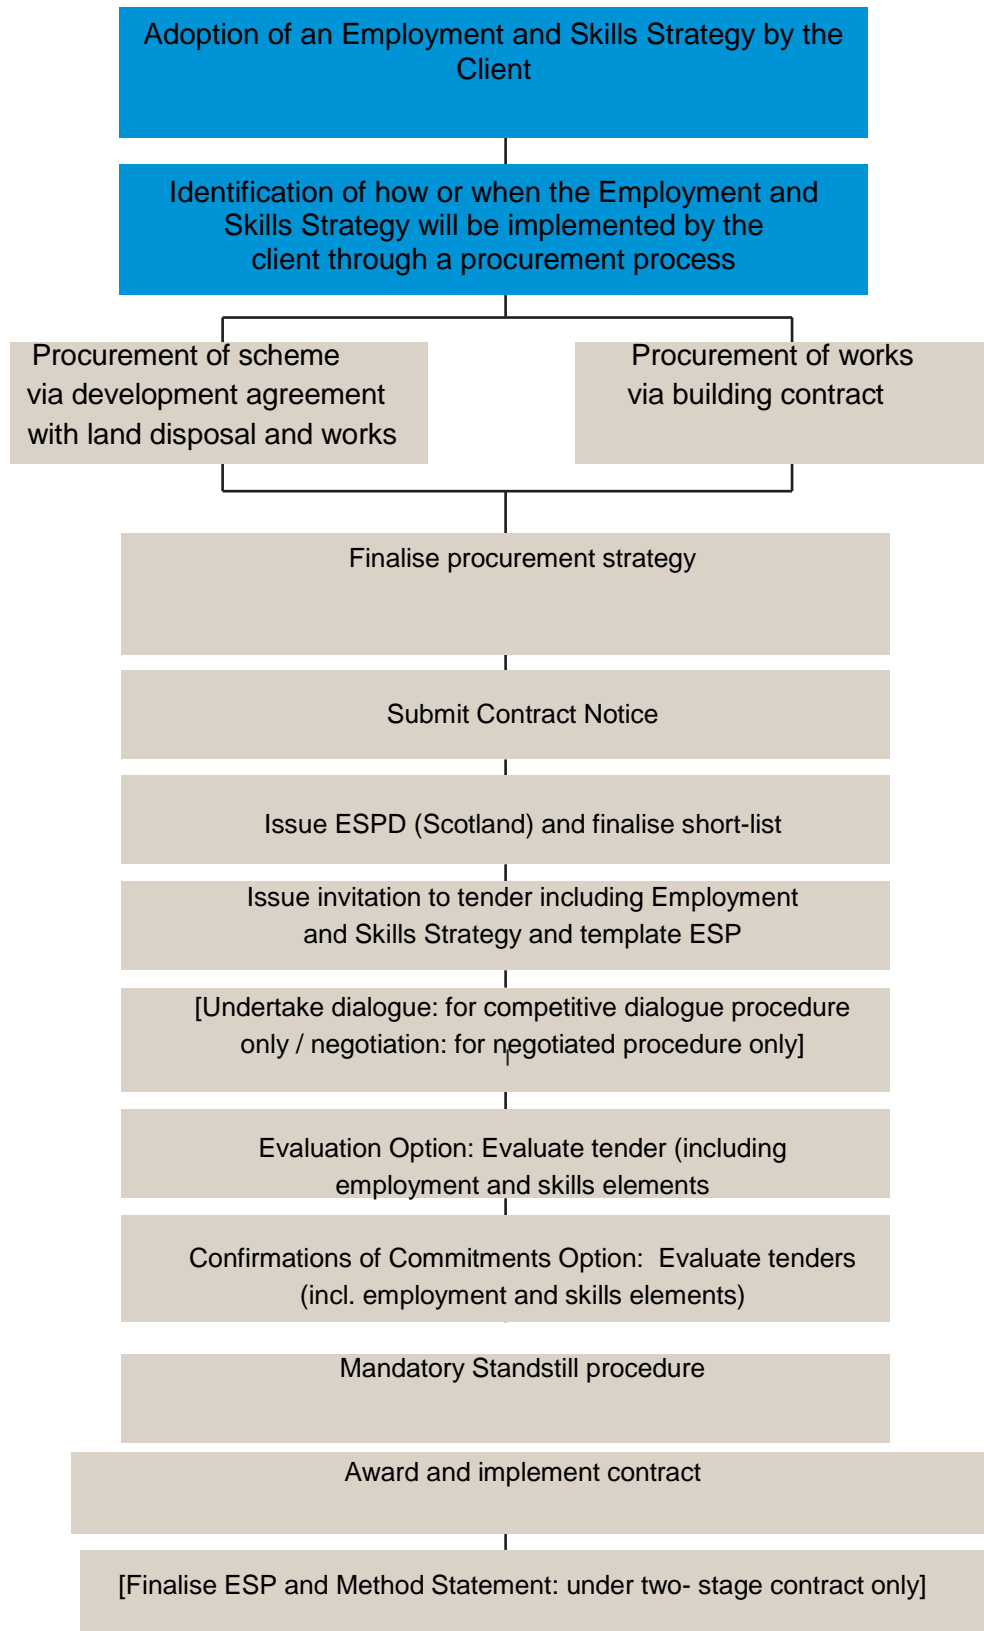 Adoption of an Employment and Skills Strategy by the
Client
Identification of how or when the Employment and
Skills Strategy will be implemented by the
client through a procurement process
Procurement of scheme
via development agreement
with land disposal and works
Procurement of works
via building contract
Finalise procurement strategy
Submit Contract Notice
Issue ESPD (Scotland) and finalise short-list
Issue invitation to tender including Employment
and Skills Strategy and template ESP
[Undertake dialogue: for competitive dialogue procedure
only / negotiation: for negotiated procedure only]
Evaluation Option: Evaluate tender (including
employment and skills elements
Confirmations of Commitments Option:  Evaluate tenders
(incl. employment and skills elements)
Mandatory Standstill procedure
Award and implement contract
[Finalise ESP and Method Statement: under two- stage contract only]